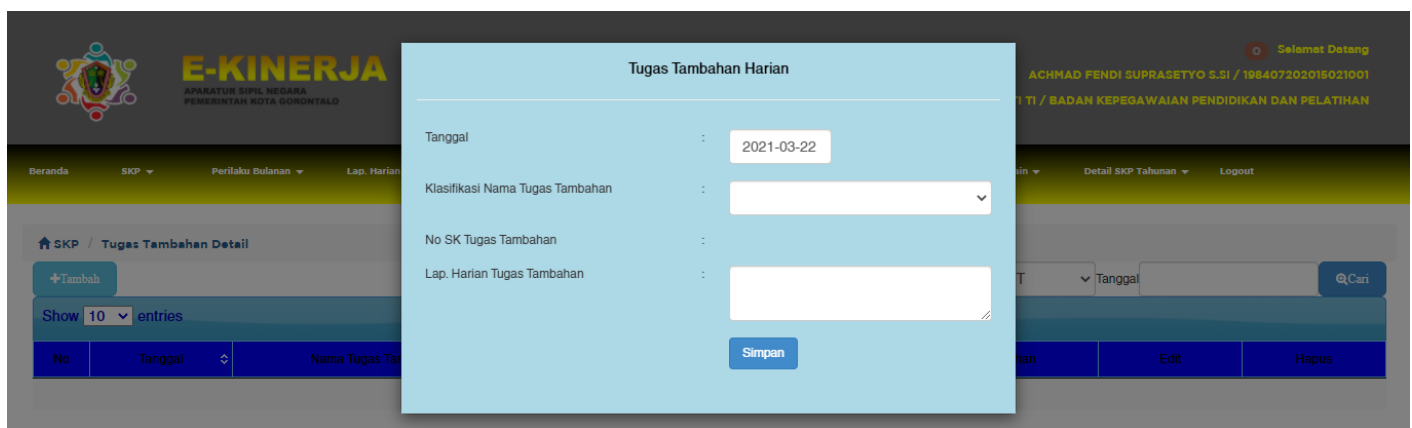 E-KINERJA
APARATUR SIPIL NEGARA
PEMERINTAH KOTA GORONTALO
0 Selamat Datang
ACHMAD FENDI SUPRASETYO S.SI / 198407202015021001
TI / BADAN KEPEGAWAIAN PENDIDIKAN DAN PELATIHAN
Beranda SKP Perilaku Bulanan Lap. Harian Detail SKP Tahunan Logout
SKP / Tugas Tambahan Detail
+Tambah
Tanggal
Cari
Show 10 entries
No Tanggal Nama Tugas Edit Hapus
Tugas Tambahan Harian
Tanggal : 2021-03-22
Klasifikasi Nama Tugas Tambahan :
No SK Tugas Tambahan :
Lap. Harian Tugas Tambahan :
Simpan